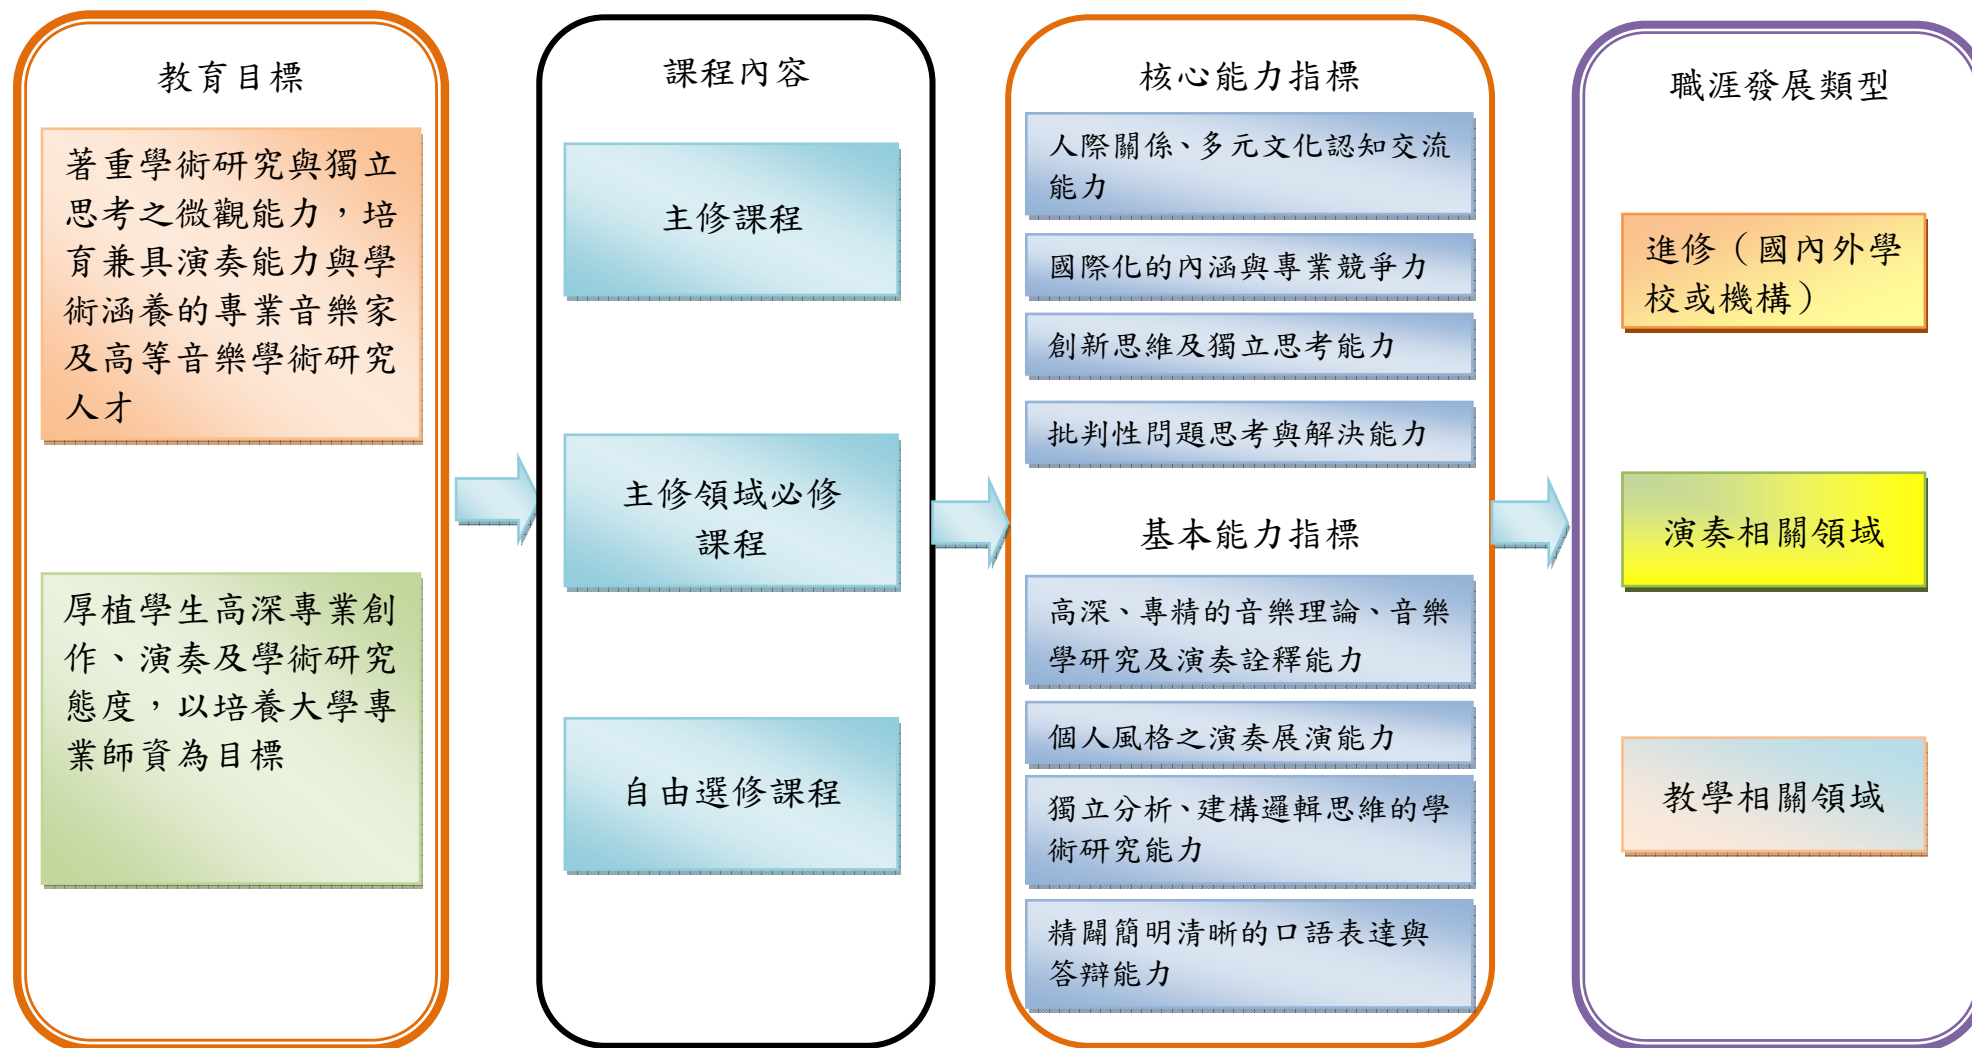 教育目標
著重學術研究與獨立
思考之微觀能力，培
育兼具演奏能力與學
術涵養的專業音樂家
及高等音樂學術研究
人才
厚植學生高深專業創
作、演奏及學術研究
態度，以培養大學專
業師資為目標
課程內容
主修課程
主修領域必修
課程
自由選修課程
核心能力指標
人際關係、多元文化認知交流
能力
國際化的內涵與專業競爭力
創新思維及獨立思考能力
批判性問題思考與解決能力
基本能力指標
高深、專精的音樂理論、音樂
學研究及演奏詮釋能力
個人風格之演奏展演能力
獨立分析、建構邏輯思維的學
術研究能力
精闢簡明清晰的口語表達與
答辯能力
職涯發展類型
進修（國內外學
校或機構）
演奏相關領域
教學相關領域